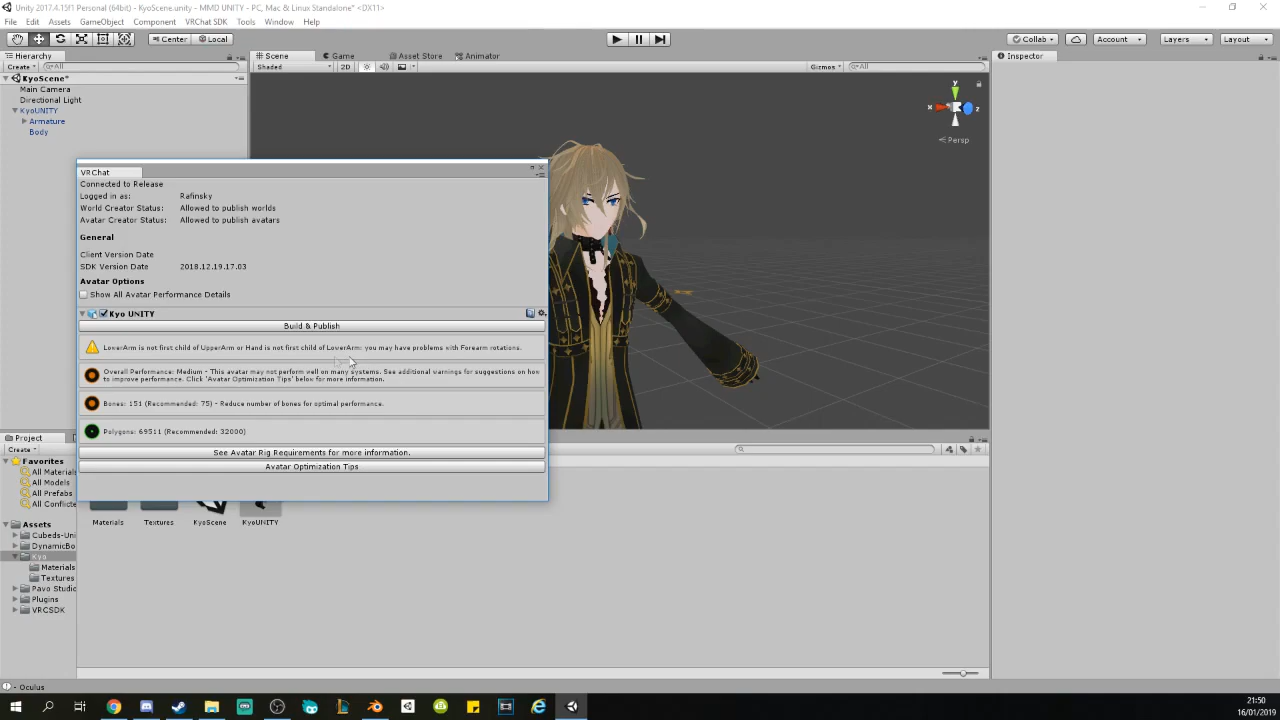 Unity 2017.4.15f1 Personal (64bit) - KyoScene.unity - MMD UNITY - PC, Mac & Linux Standalone* <DX11>
File Edit Assets GameObject Component VRChat SDK Tools Window Help
Center Local Collab Account Layers Layout
Hierarchy Scene Game Asset Store Animator Inspector
Create All Shaded 2D Gizmos All
KyoScene*
Main Camera
Directional Light
KyoUNITY
Armature
Body
y
x z
Persp
VRChat
Connected to Release
Logged in as: Rafinsky
World Creator Status: Allowed to publish worlds
Avatar Creator Status: Allowed to publish avatars
General
Client Version Date
SDK Version Date 2018.12.19.17.03
Avatar Options
Show All Avatar Performance Details
Kyo UNITY
Build & Publish
LowerArm is not first child of UpperArm or Hand is not first child of LowerArm: you may have problems with Forearm rotations.
Overall Performance: Medium - This avatar may not perform well on many systems. See additional warnings for suggestions on how
to improve performance. Click 'Avatar Optimization Tips' below for more information.
Bones: 151 (Recommended: 75) - Reduce number of bones for optimal performance.
Polygons: 69511 (Recommended: 32000)
See Avatar Rig Requirements for more information.
Avatar Optimization Tips
Project
Create
Favorites
All Materials
All Models
All Prefabs
All Conflicte
Assets
Cubeds-Uni
DynamicBo
Kyo
Materials
Textures
Pavo Studio
Plugins
VRCSDK
Materials Textures KyoScene KyoUNITY
- Oculus
21:50
16/01/2019